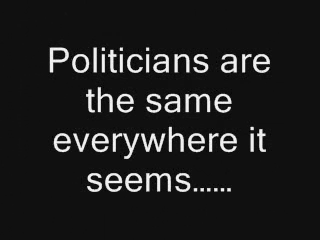 Politicians are
the same
everywhere it
seems......